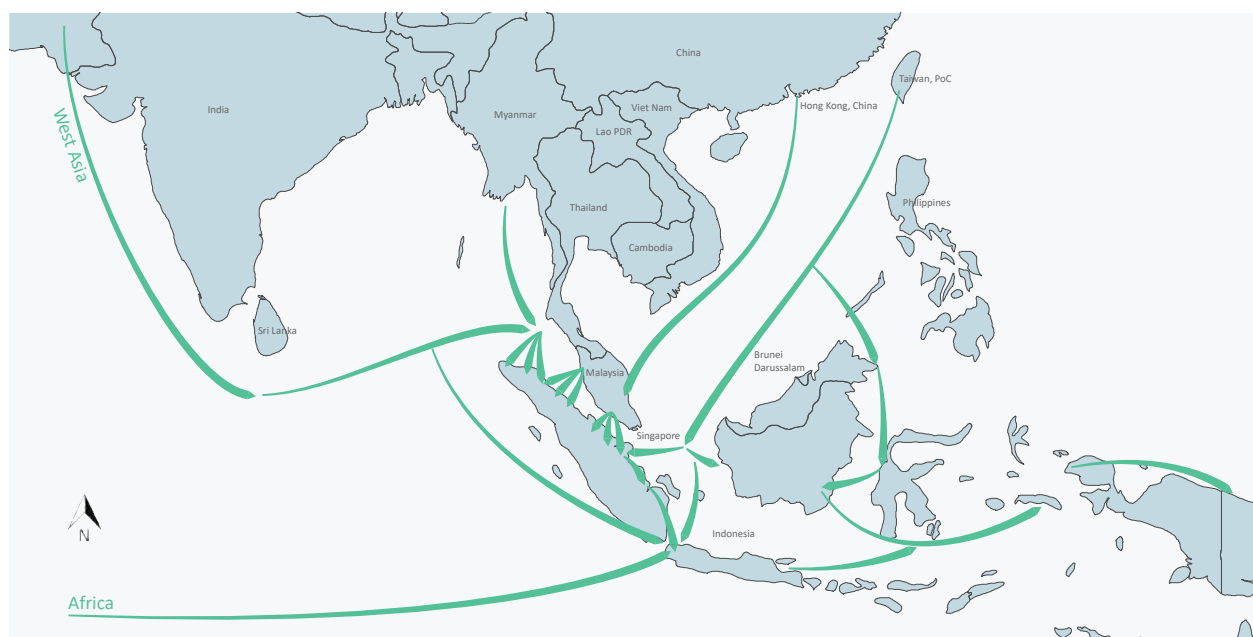 China
Taiwan, PoC
Hong Kong, China
India
Viet Nam
Myanmar
Lao PDR
West Asia
Thailand
Philippines
Cambodia
Sri Lanka
Brunei
Darussalam
Malaysia
Singapore
Indonesia
N
Africa